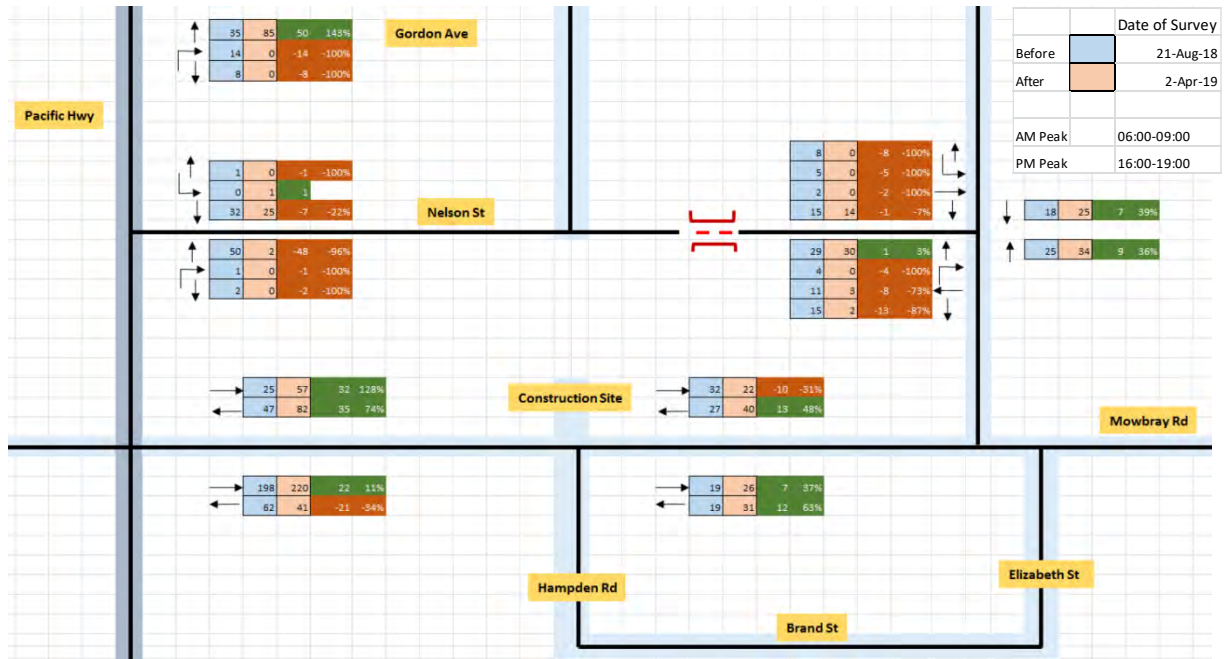 Date of Survey
Before 21-Aug-18
After 2-Apr-19
AM Peak 06:00-09:00
PM Peak 16:00-19:00
Gordon Ave
35 85 50 143%
14 0 -14 -100%
8 0 -8 -100%
Pacific Hwy
1 0 -1 -100%
0 1 1
32 25 -7 -22%
Nelson St
8 0 -8 -100%
5 0 -5 -100%
2 0 -2 -100%
15 14 -1 -7%
18 25 7 39%
25 34 9 36%
50 2 -48 -96%
1 0 -1 -100%
2 0 -2 -100%
29 30 1 3%
4 0 -4 -100%
11 3 -8 -73%
15 2 -13 -87%
25 57 32 128%
47 82 35 74%
Construction Site
32 22 -10 -31%
27 40 13 48%
Mowbray Rd
198 220 22 11%
62 41 -21 -34%
19 26 7 37%
19 31 12 63%
Hampden Rd
Elizabeth St
Brand St